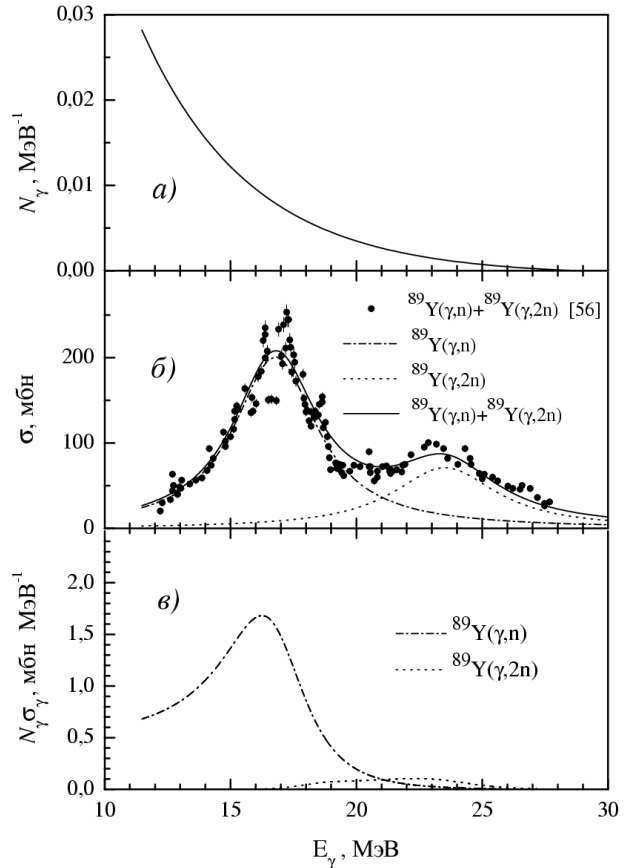 0,03
0,02
0,01
0,00
N_γ, МэВ⁻¹
а)
200
100
0
σ, мбн
б)
⁸⁹Y(γ,n)+⁸⁹Y(γ,2n) [56]
⁸⁹Y(γ,n)
⁸⁹Y(γ,2n)
⁸⁹Y(γ,n)+⁸⁹Y(γ,2n)
2,0
1,5
1,0
0,5
0,0
N_γσ_γ, мбн МэВ⁻¹
в)
⁸⁹Y(γ,n)
⁸⁹Y(γ,2n)
10 15 20 25 30
E_γ, МэВ